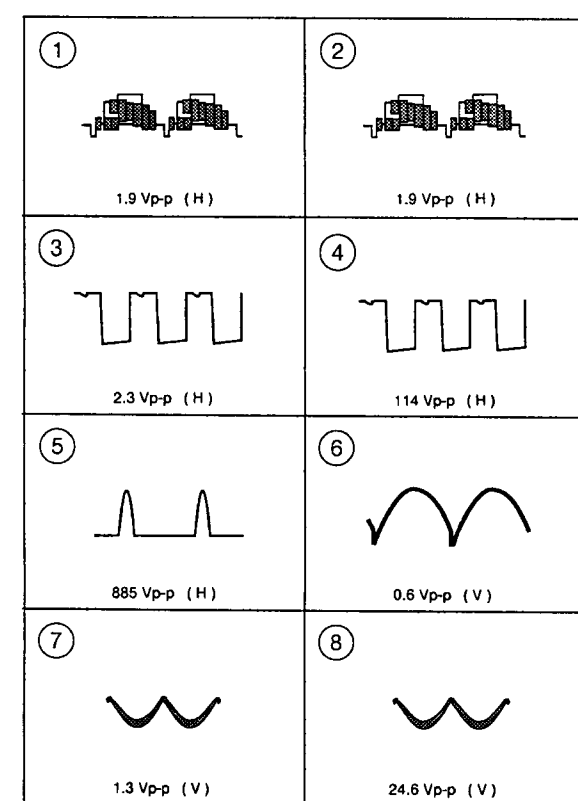 1 2
1.9 Vp-p ( H ) 1.9 Vp-p ( H )
3 4
2.3 Vp-p ( H ) 114 Vp-p ( H )
5 6
885 Vp-p ( H ) 0.6 Vp-p ( V )
7 8
1.3 Vp-p ( V ) 24.6 Vp-p ( V )